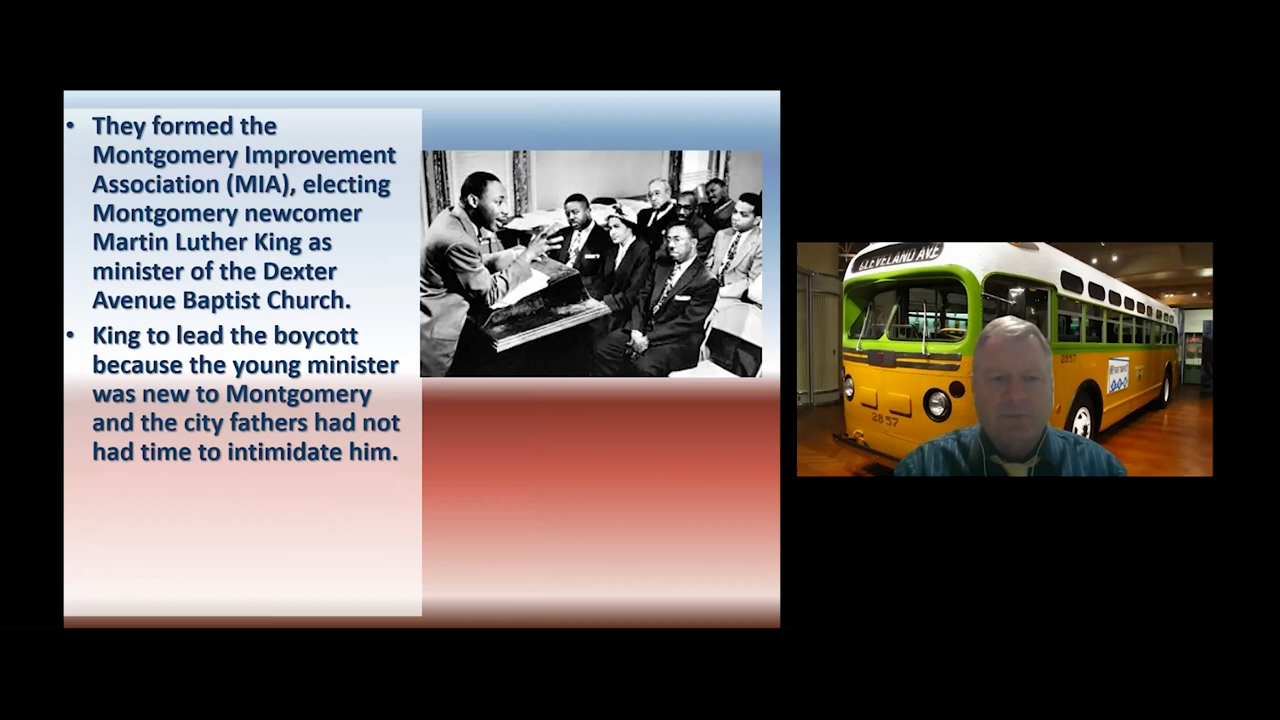 • They formed the
Montgomery Improvement
Association (MIA), electing
Montgomery newcomer
Martin Luther King as
minister of the Dexter
Avenue Baptist Church.
• King to lead the boycott
because the young minister
was new to Montgomery
and the city fathers had not
had time to intimidate him.
CLEVELAND AVE
2857
2857